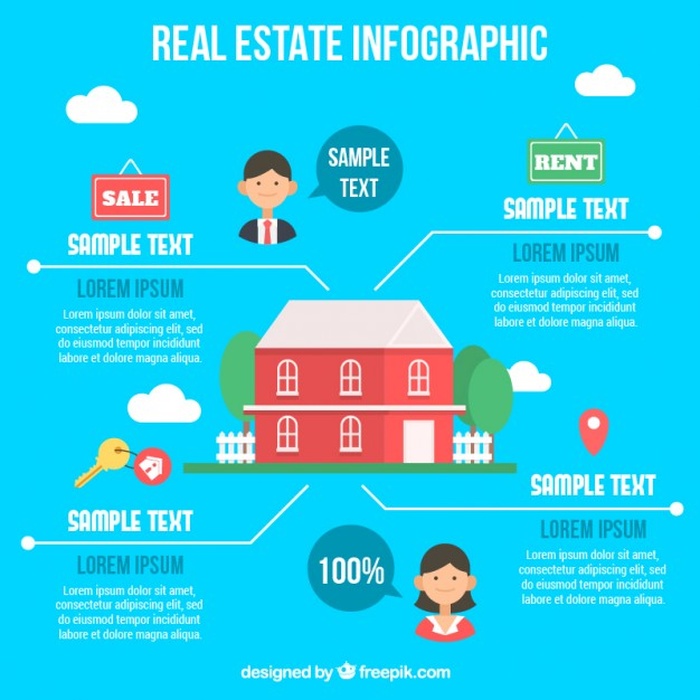 REAL ESTATE INFOGRAPHIC
SAMPLE
TEXT
SALE
SAMPLE TEXT
LOREM IPSUM
Lorem ipsum dolor sit amet,
consectetur adipiscing elit, sed
do eiusmod tempor incididunt ut
labore et dolore magna aliqua.
RENT
SAMPLE TEXT
LOREM IPSUM
Lorem ipsum dolor sit amet,
consectetur adipiscing elit, sed
do eiusmod tempor incididunt ut
labore et dolore magna aliqua.
SAMPLE TEXT
LOREM IPSUM
Lorem ipsum dolor sit amet,
consectetur adipiscing elit, sed
do eiusmod tempor incididunt ut
labore et dolore magna aliqua.
100%
SAMPLE TEXT
LOREM IPSUM
Lorem ipsum dolor sit amet,
consectetur adipiscing elit, sed
do eiusmod tempor incididunt ut
labore et dolore magna aliqua.
designed by freepik.com